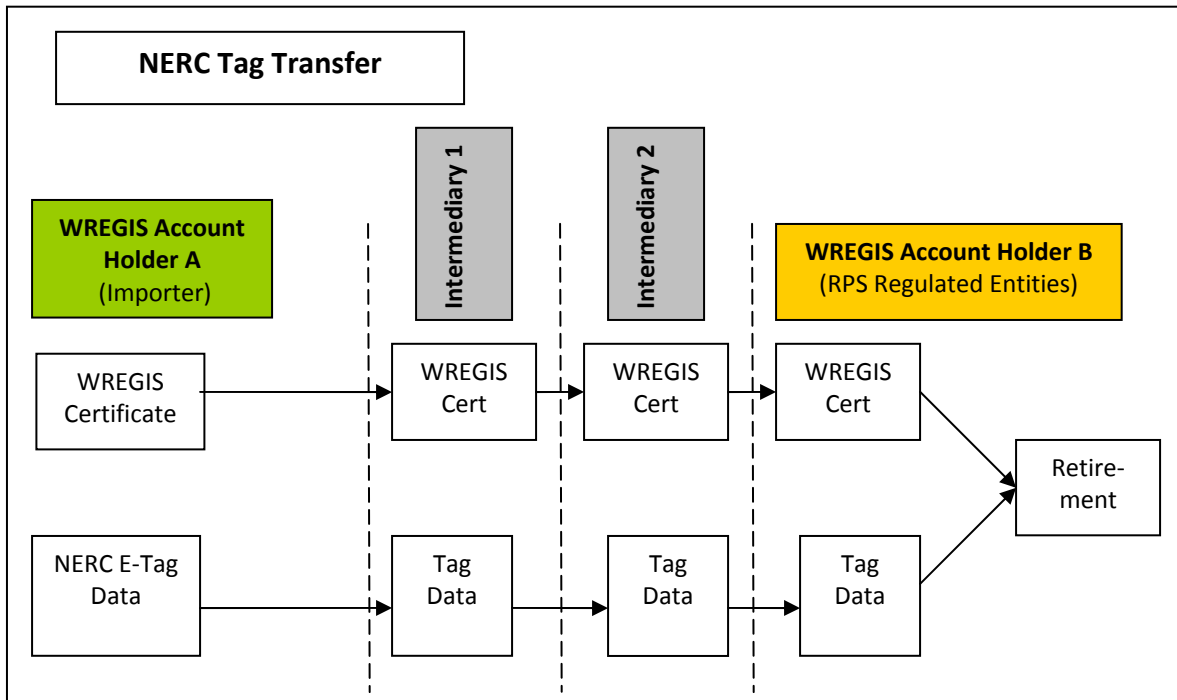 NERC Tag Transfer
Intermediary 1
Intermediary 2
WREGIS Account
Holder A
(Importer)
WREGIS Account Holder B
(RPS Regulated Entities)
WREGIS
Certificate
WREGIS
Cert
WREGIS
Cert
WREGIS
Cert
Retire-
ment
NERC E-Tag
Data
Tag
Data
Tag
Data
Tag
Data